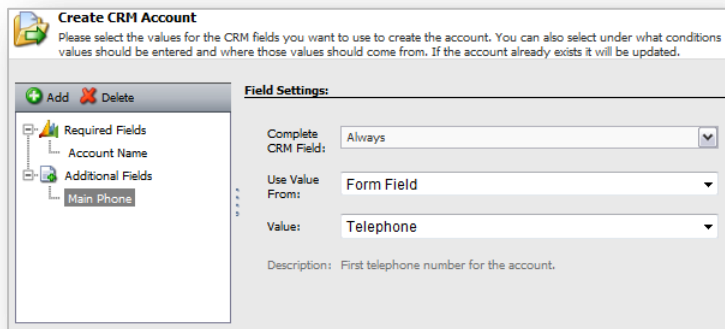 Create CRM Account
Please select the values for the CRM fields you want to use to create the account. You can also select under what conditions
values should be entered and where those values should come from. If the account already exists it will be updated.
Add Delete
Required Fields
Account Name
Additional Fields
Main Phone
Field Settings:
Complete
CRM Field:
Always
Use Value
From:
Form Field
Value:
Telephone
Description: First telephone number for the account.